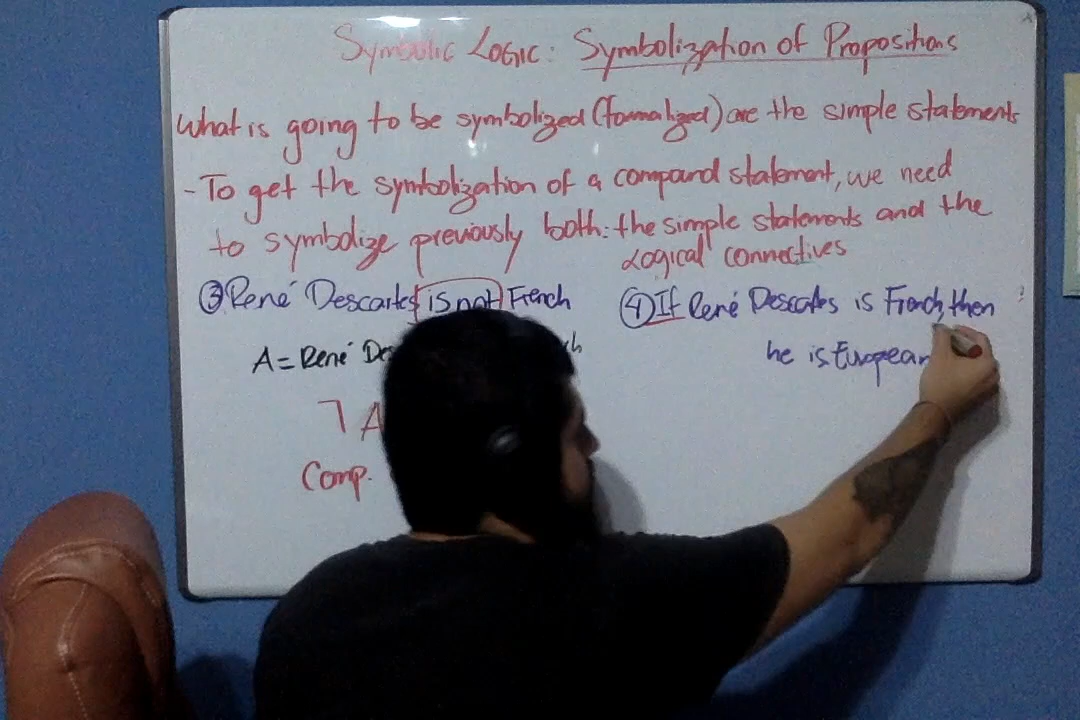 Symbolic Logic: Symbolization of Propositions
What is going to be symbolized (formalized) are the simple statements
- To get the symbolization of a compound statement, we need
to symbolize previously both: the simple statements and the
Logical connectives
③ René Descartes is not French
A = René
¬ A
Comp.
④ If René Descartes is French, then
he is European